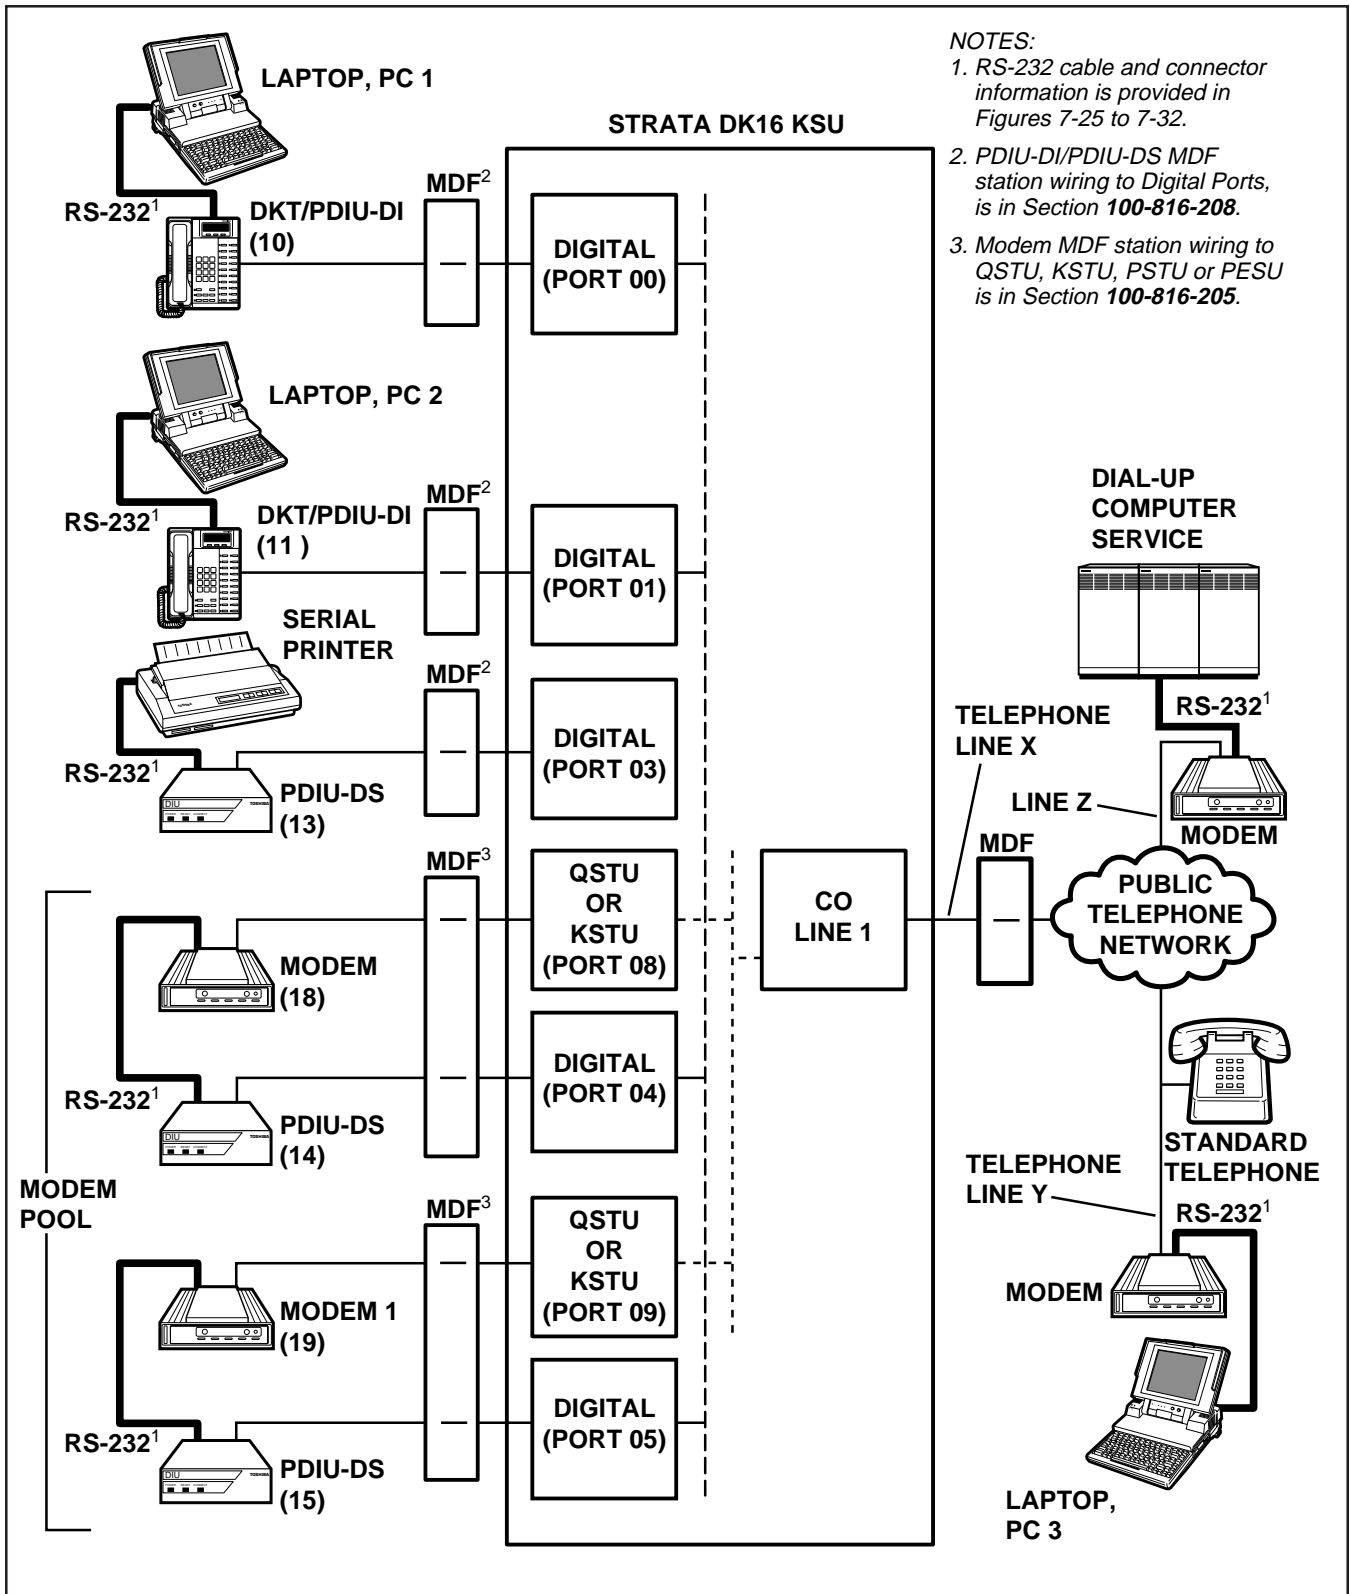 LAPTOP, PC 1
NOTES:
1. RS-232 cable and connector
information is provided in
Figures 7-25 to 7-32.
2. PDIU-DI/PDIU-DS MDF
station wiring to Digital Ports,
is in Section 100-816-208.
3. Modem MDF station wiring to
QSTU, KSTU, PSTU or PESU
is in Section 100-816-205.
STRATA DK16 KSU
MDF2
RS-2321
DKT/PDIU-DI
(10)
DIGITAL
(PORT 00)
LAPTOP, PC 2
MDF2
RS-2321
DKT/PDIU-DI
(11 )
DIGITAL
(PORT 01)
DIAL-UP
COMPUTER
SERVICE
SERIAL
PRINTER
MDF2
RS-2321
DIGITAL
(PORT 03)
RS-2321
PDIU-DS
(13)
DIU
TOSHIBA
TELEPHONE
LINE X
LINE Z
MODEM
MDF
MDF3
QSTU
OR
KSTU
(PORT 08)
CO
LINE 1
PUBLIC
TELEPHONE
NETWORK
MODEM
(18)
DIGITAL
(PORT 04)
RS-2321
PDIU-DS
(14)
DIU
TOSHIBA
STANDARD
TELEPHONE
MODEM
POOL
TELEPHONE
LINE Y
RS-2321
MDF3
QSTU
OR
KSTU
(PORT 09)
MODEM 1
(19)
MODEM
DIGITAL
(PORT 05)
RS-2321
PDIU-DS
(15)
DIU
TOSHIBA
LAPTOP,
PC 3